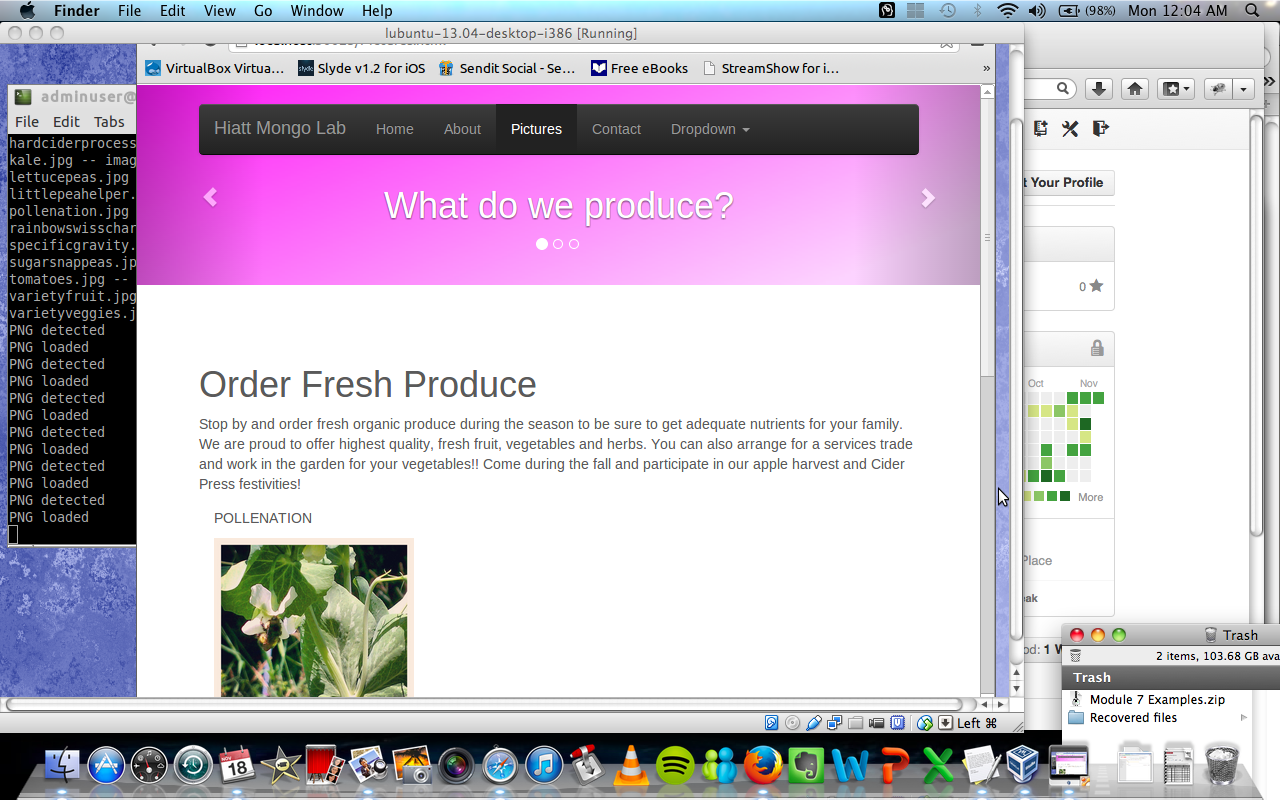 Finder File Edit View Go Window Help (98%) Mon 12:04 AM
lubuntu-13.04-desktop-i386 [Running]
VirtualBox Virtua... Slyde v1.2 for iOS Sendit Social - Se... Free eBooks StreamShow for i... »
adminuser@
File Edit Tabs
hardciderprocess
kale.jpg -- imag
lettucepeas.jpg
littlepeahelper.
pollenation.jpg
rainbowswisschar
specificgravity.
sugarsnappeas.jp
tomatoes.jpg --
varietyfruit.jpg
varietyveggies.j
PNG detected
PNG loaded
PNG detected
PNG loaded
PNG detected
PNG loaded
PNG detected
PNG loaded
PNG detected
PNG loaded
PNG detected
PNG loaded
Hiatt Mongo Lab Home About Pictures Contact Dropdown
What do we produce?
Order Fresh Produce
Stop by and order fresh organic produce during the season to be sure to get adequate nutrients for your family.
We are proud to offer highest quality, fresh fruit, vegetables and herbs. You can also arrange for a services trade
and work in the garden for your vegetables!! Come during the fall and participate in our apple harvest and Cider
Press festivities!
POLLENATION
t Your Profile
0
Oct Nov
More
Place
eak
od: 1 W
Trash
2 items, 103.68 GB ava
Trash
Module 7 Examples.zip
Recovered files
Left ⌘
NOV
18